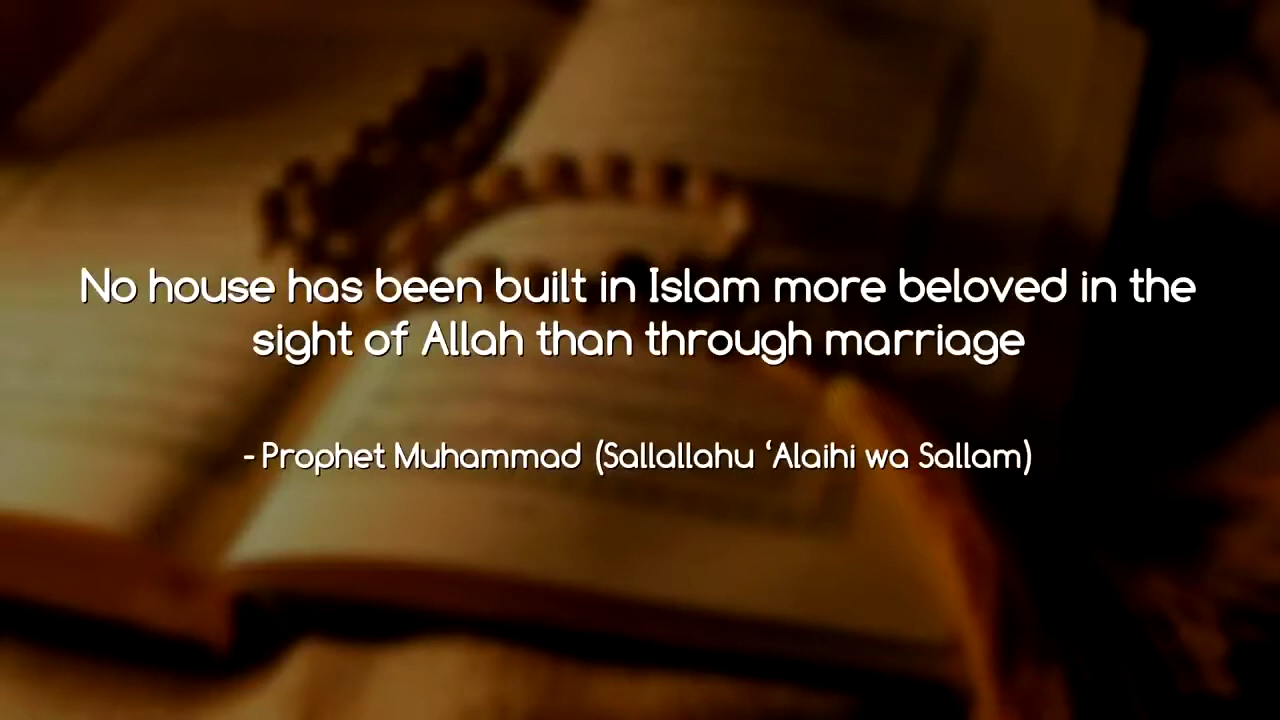 No house has been built in Islam more beloved in the
sight of Allah than through marriage
- Prophet Muhammad (Sallallahu ‘Alaihi wa Sallam)